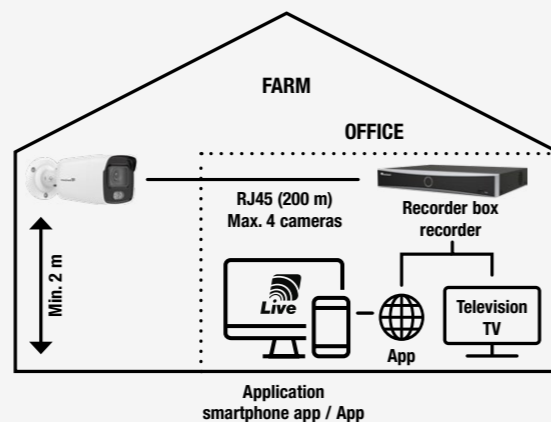 FARM
OFFICE
RJ45 (200 m)
Max. 4 cameras
Recorder box
recorder
Min. 2 m
Live
App
Television
TV
Application
smartphone app / App